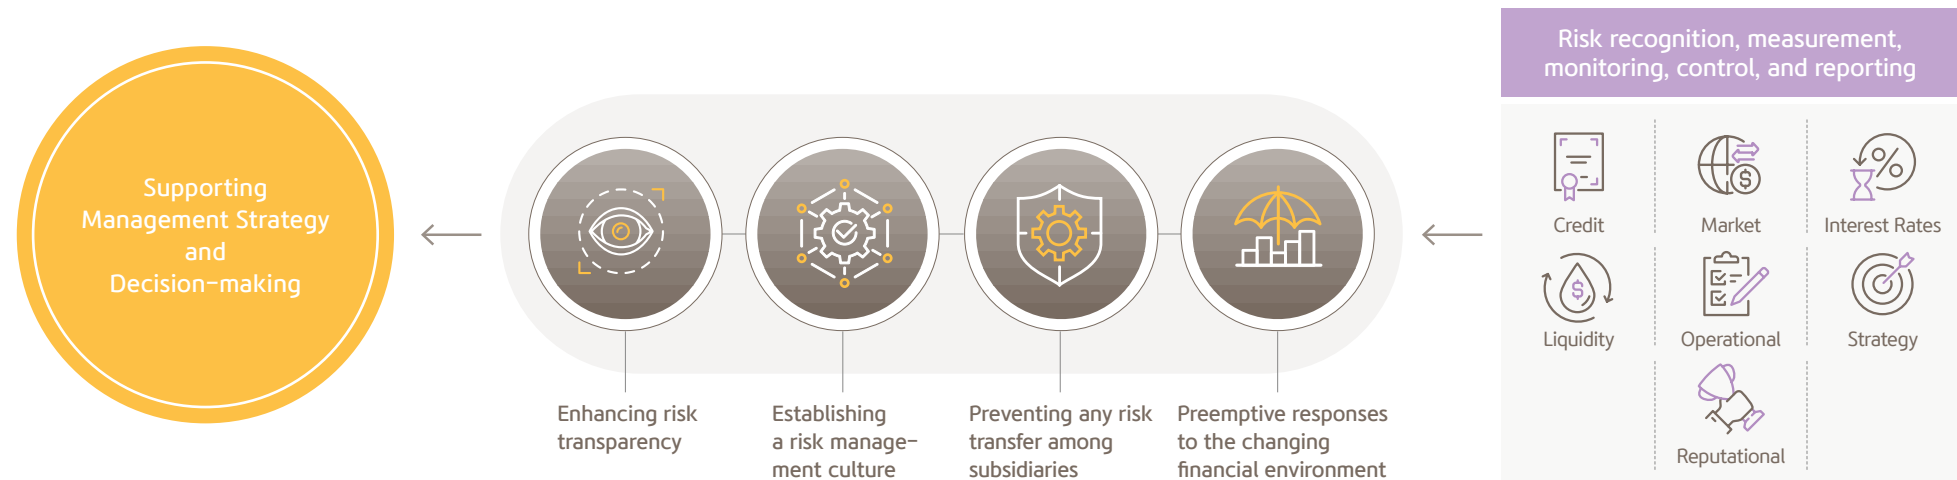 Supporting
Management Strategy
and
Decision-making
Enhancing risk
transparency
Establishing
a risk manage-
ment culture
Preventing any risk
transfer among
subsidiaries
Preemptive responses
to the changing
financial environment
Risk recognition, measurement,
monitoring, control, and reporting
Credit
Market
Interest Rates
Liquidity
Operational
Strategy
Reputational